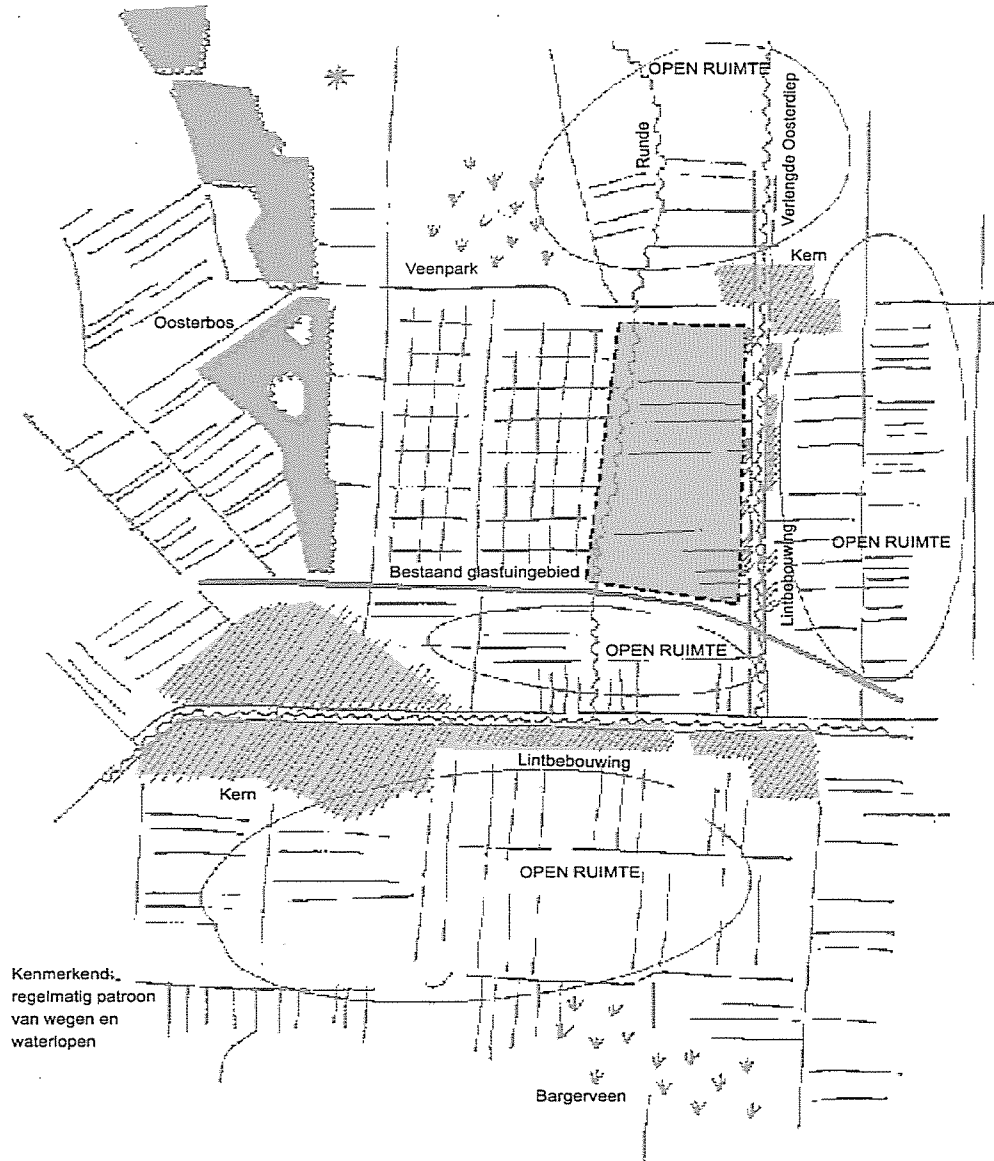 OPEN RUIMTE
Runde
Verlengde Oosterdiep
Kern
Veenpark
Oosterbos
OPEN RUIMTE
Bestaand glastuingebied
Lintbebouwing
OPEN RUIMTE
Lintbebouwing
Kern
OPEN RUIMTE
Kenmerkend:
regelmatig patroon
van wegen en
waterlopen
Bargerveen